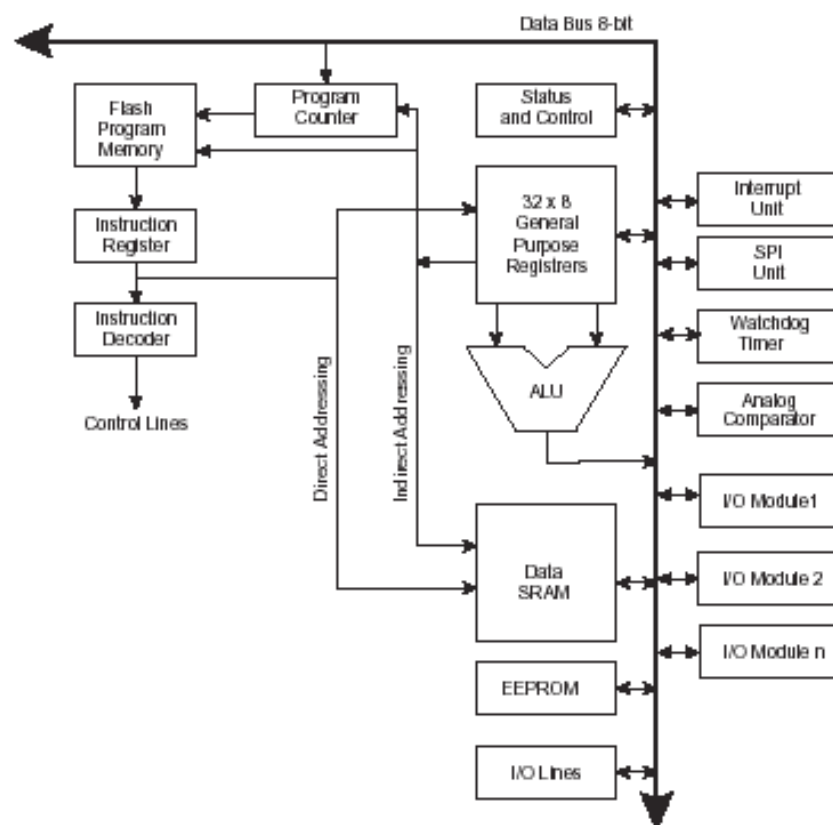 Data Bus 8-bit
Flash
Program
Memory
Program
Counter
Status
and Control
32 x 8
General
Purpose
Registrers
Interrupt
Unit
Instruction
Register
SPI
Unit
Instruction
Decoder
Watchdog
Timer
ALU
Analog
Comparator
Control Lines
Direct Addressing
Indirect Addressing
I/O Module1
Data
SRAM
I/O Module 2
I/O Module n
EEPROM
I/O Lines